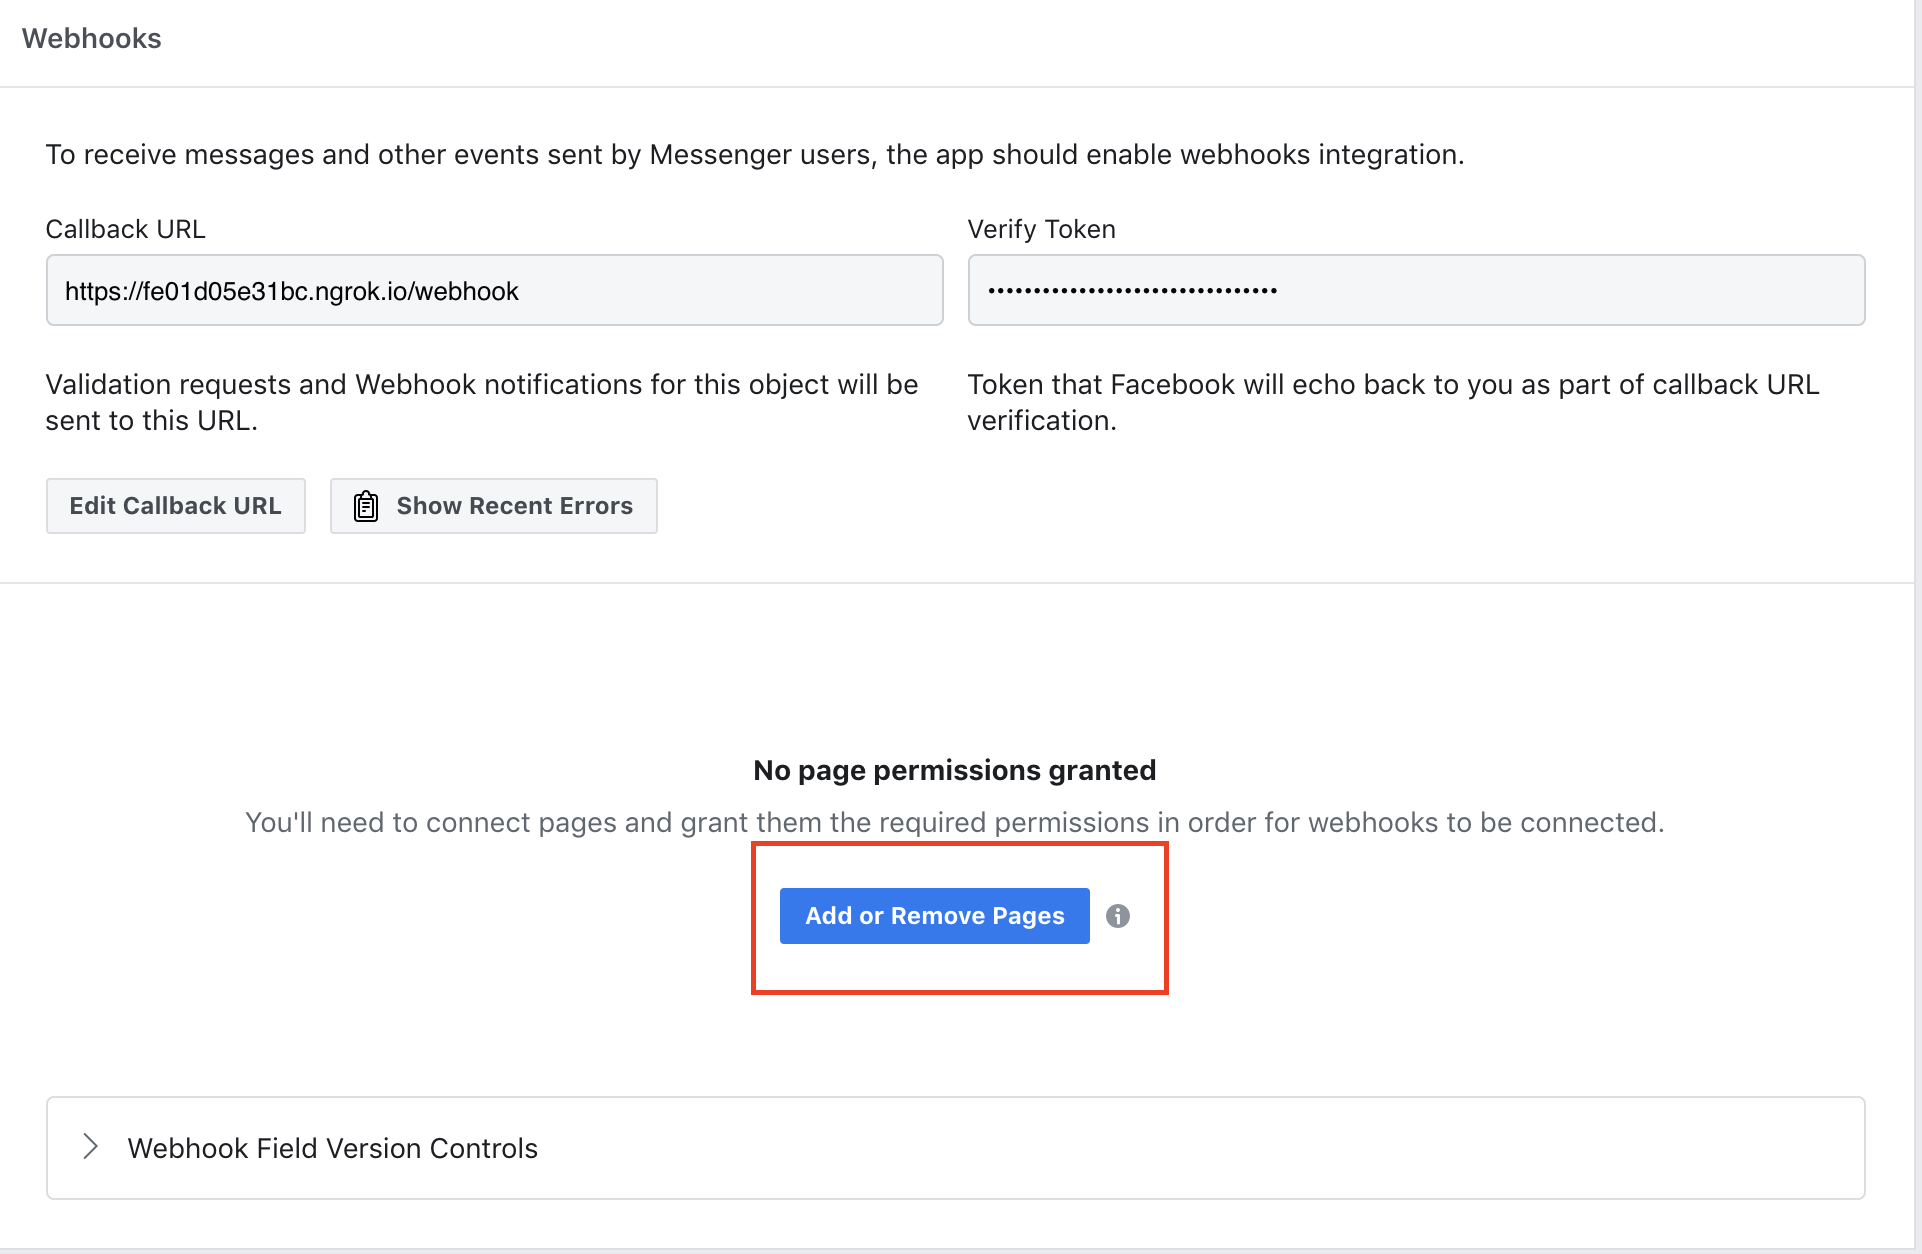 Webhooks
To receive messages and other events sent by Messenger users, the app should enable webhooks integration.
Callback URL
https://fe01d05e31bc.ngrok.io/webhook
Validation requests and Webhook notifications for this object will be
sent to this URL.
Verify Token
••••••••••••••••••••••••••••••••
Token that Facebook will echo back to you as part of callback URL
verification.
Edit Callback URL
Show Recent Errors
No page permissions granted
You'll need to connect pages and grant them the required permissions in order for webhooks to be connected.
Add or Remove Pages
Webhook Field Version Controls